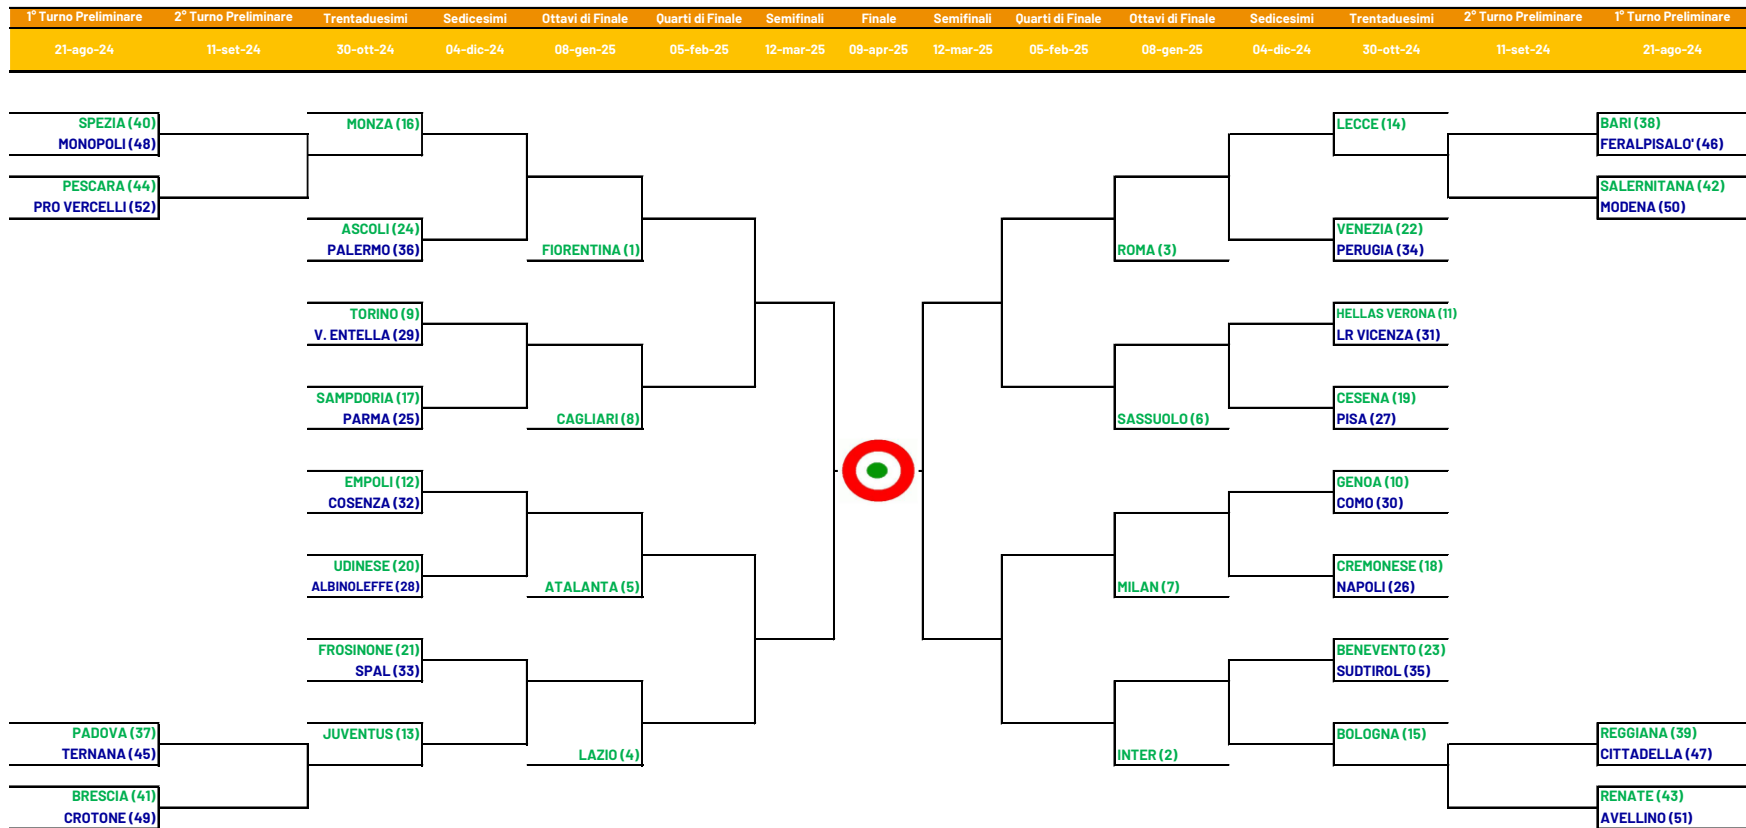 1° Turno Preliminare 2° Turno Preliminare Trentaduesimi Sedicesimi Ottavi di Finale Quarti di Finale Semifinali Finale Semifinali Quarti di Finale Ottavi di Finale Sedicesimi Trentaduesimi 2° Turno Preliminare 1° Turno Preliminare
21-ago-24 11-set-24 30-ott-24 04-dic-24 08-gen-25 05-feb-25 12-mar-25 09-apr-25 12-mar-25 05-feb-25 08-gen-25 04-dic-24 30-ott-24 11-set-24 21-ago-24
SPEZIA (40) MONZA (16) LECCE (14) BARI (38)
MONOPOLI (48) FERALPISALO' (46)
PESCARA (44) SALERNITANA (42)
PRO VERCELLI (52) MODENA (50)
ASCOLI (24) VENEZIA (22)
PALERMO (36) FIORENTINA (1) ROMA (3) PERUGIA (34)
TORINO (9) HELLAS VERONA (11)
V. ENTELLA (29) LR VICENZA (31)
SAMPDORIA (17) CESENA (19)
PARMA (25) CAGLIARI (8) SASSUOLO (6) PISA (27)
EMPOLI (12) GENOA (10)
COSENZA (32) COMO (30)
UDINESE (20) CREMONESE (18)
ALBINOLEFFE (28) ATALANTA (5) MILAN (7) NAPOLI (26)
FROSINONE (21) BENEVENTO (23)
SPAL (33) SUDTIROL (35)
PADOVA (37) JUVENTUS (13) BOLOGNA (15) REGGIANA (39)
TERNANA (45) LAZIO (4) INTER (2) CITTADELLA (47)
BRESCIA (41) RENATE (43)
CROTONE (49) AVELLINO (51)